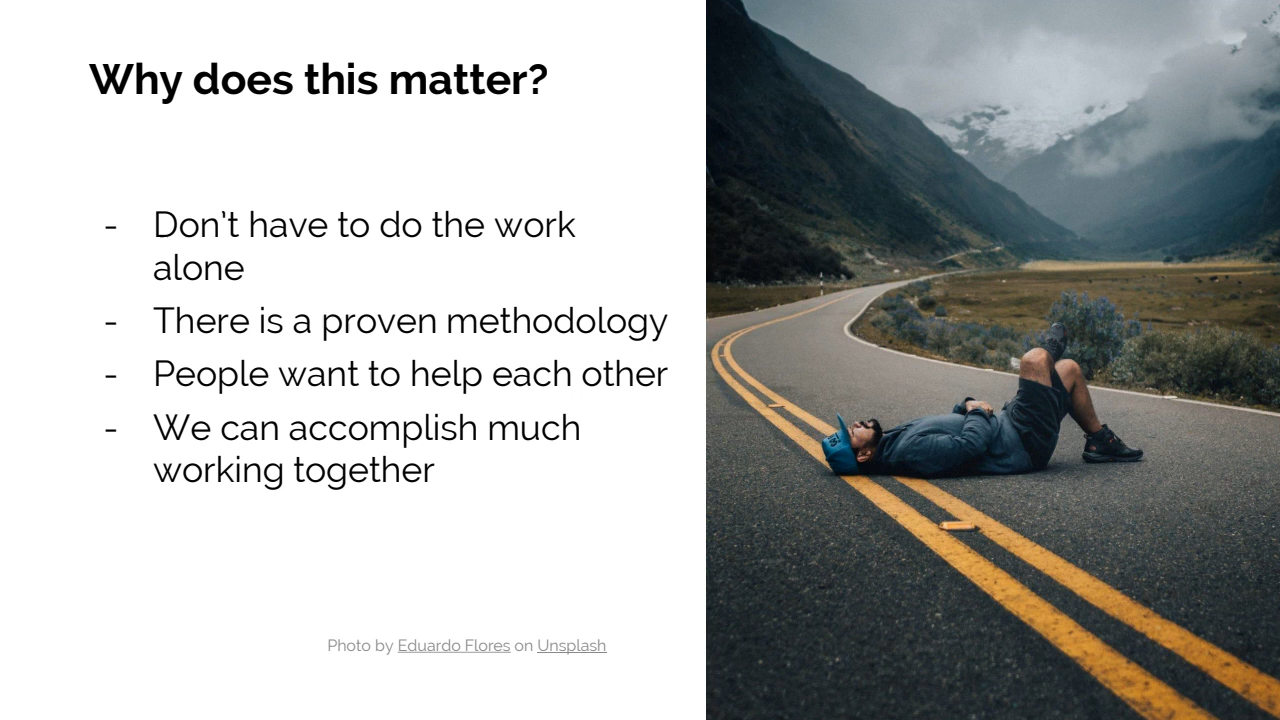 Why does this matter?
- Don't have to do the work
alone
- There is a proven methodology
- People want to help each other
- We can accomplish much
working together
Photo by Eduardo Flores on Unsplash